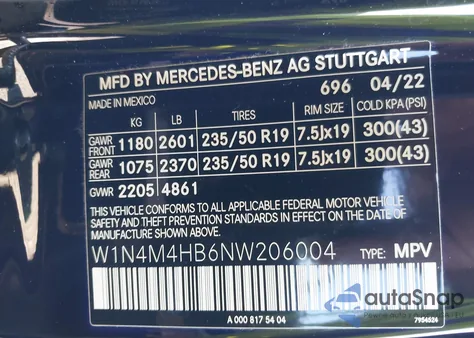 MFD BY MERCEDES-BENZ AG STUTTGART
MADE IN MEXICO 696 04/22
KG LB TIRES RIM SIZE COLD KPA (PSI)
GAWR FRONT 1180 2601 235/50 R19 7.5Jx19 300(43)
GAWR REAR 1075 2370 235/50 R19 7.5Jx19 300(43)
GVWR 2205 4861
THIS VEHICLE CONFORMS TO ALL APPLICABLE FEDERAL MOTOR VEHICLE
SAFETY AND THEFT PREVENTION STANDARDS IN EFFECT ON THE DATE
OF MANUFACTURE SHOWN ABOVE.
W1N4M4HB6NW206004 TYPE: MPV
autoSnap
A 000 817 54 04 7954524